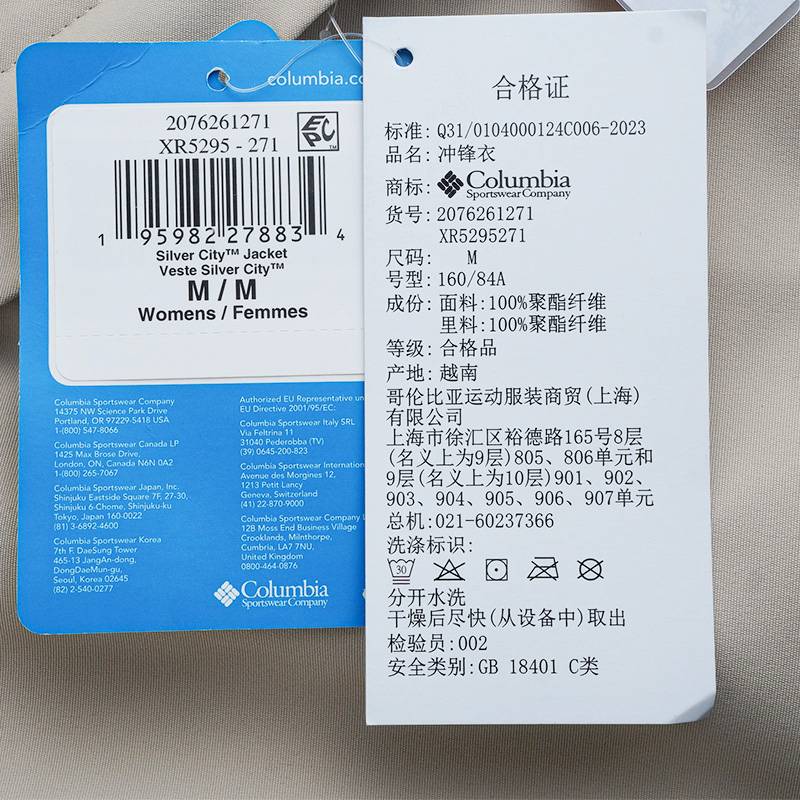 columbia.co
2076261271
XR5295 - 271
EPC
1 95982 27883 4
Silver City™ Jacket
Veste Silver City™
M / M
Womens / Femmes
Columbia Sportswear Company
14375 NW Science Park Drive
Portland, OR 97229-5418 USA
1-(800) 547-8066
Columbia Sportswear Canada LP
1425 Max Brose Drive,
London, ON, Canada N6N 0A2
1-(800) 265-7067
Columbia Sportswear Japan, Inc.
Shinjuku Eastside Square 7F, 27-30,
Shinjuku 6-Chome, Shinjuku-ku
Tokyo, Japan 160-0022
(81) 3-6892-4600
Columbia Sportswear Korea
7th F. DaeSung Tower
465-13 JangAn-dong,
DongDaeMun-gu,
Seoul, Korea 02645
(82) 2-540-0277
Authorized EU Representative un
EU Directive 2001/95/EC:
Columbia Sportswear Italy SRL
Via Feltrina 11
31040 Pederobba (TV)
(39) 0645-200-823
Columbia Sportswear Internation
Avenue des Morgines 12,
1213 Petit Lancy
Geneva, Switzerland
(41) 22-870-9000
Columbia Sportswear Company L
12B Moss End Business Village
Crooklands, Milnthorpe,
Cumbria, LA7 7NU,
United Kingdom
0800-464-0876
Columbia
Sportswear Company
合格证
标准: Q31/0104000124C006-2023
品名: 冲锋衣
商标: Columbia
Sportswear Company
货号: 2076261271
XR5295271
尺码: M
号型: 160/84A
成份: 面料:100%聚酯纤维
里料:100%聚酯纤维
等级: 合格品
产地: 越南
哥伦比亚运动服装商贸(上海)
有限公司
上海市徐汇区裕德路165号8层
(名义上为9层)805、806单元和
9层(名义上为10层)901、902、
903、904、905、906、907单元
总机:021-60237366
洗涤标识:
30
分开水洗
干燥后尽快(从设备中)取出
检验员:002
安全类别:GB 18401 C类